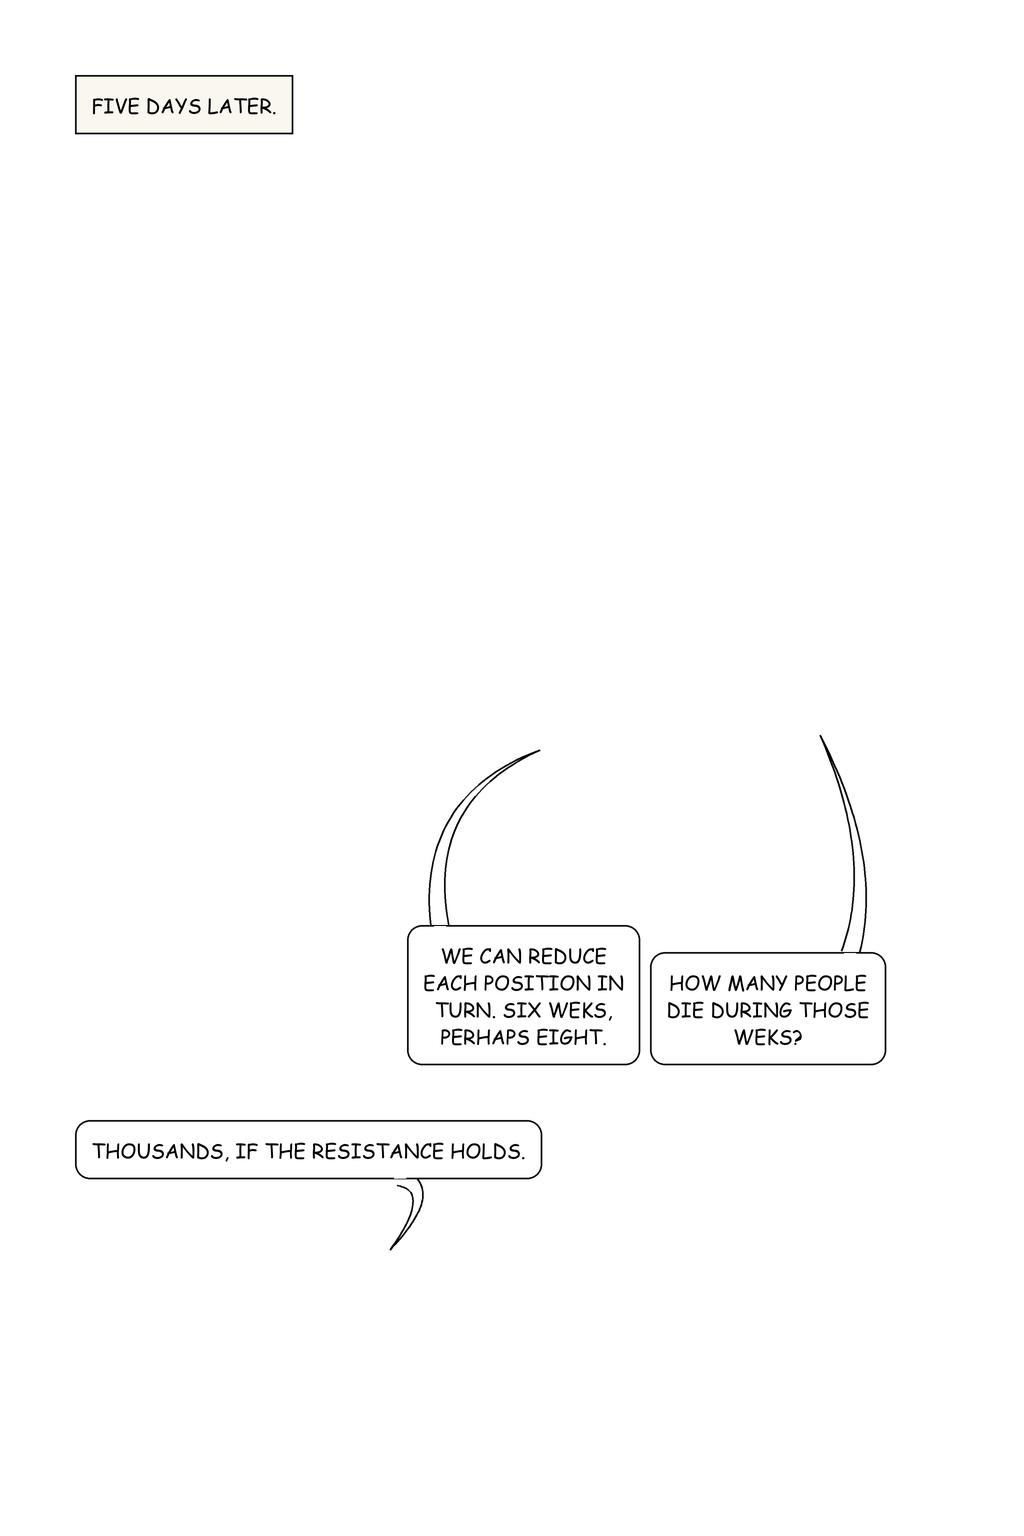 FIVE DAYS LATER.
WE CAN REDUCE
EACH POSITION IN
TURN. SIX WEKS,
PERHAPS EIGHT.
HOW MANY PEOPLE
DIE DURING THOSE
WEKS?
THOUSANDS, IF THE RESISTANCE HOLDS.